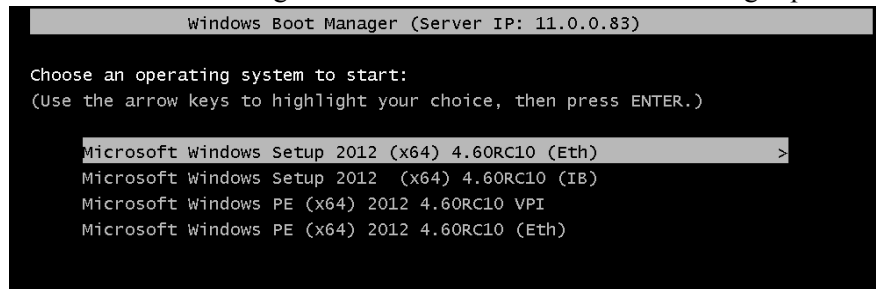 Windows Boot Manager (Server IP: 11.0.0.83)
Choose an operating system to start:
(Use the arrow keys to highlight your choice, then press ENTER.)
Microsoft Windows Setup 2012 (x64) 4.60RC10 (Eth) >
Microsoft Windows Setup 2012  (x64) 4.60RC10 (IB)
Microsoft Windows PE (x64) 2012 4.60RC10 VPI
Microsoft Windows PE (x64) 2012 4.60RC10 (Eth)